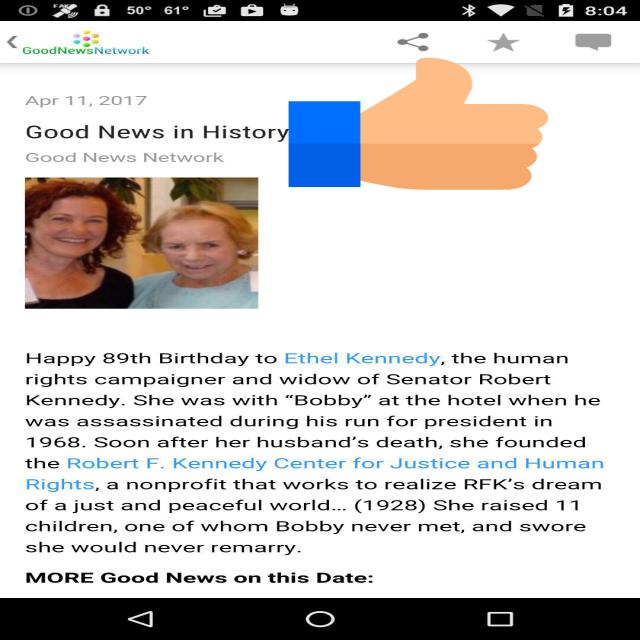 50° 61° 8:04
GoodNewsNetwork
Apr 11, 2017
Good News in History
Good News Network
Happy 89th Birthday to Ethel Kennedy, the human
rights campaigner and widow of Senator Robert
Kennedy. She was with “Bobby” at the hotel when he
was assassinated during his run for president in
1968. Soon after her husband’s death, she founded
the Robert F. Kennedy Center for Justice and Human
Rights, a nonprofit that works to realize RFK’s dream
of a just and peaceful world... (1928) She raised 11
children, one of whom Bobby never met, and swore
she would never remarry.
MORE Good News on this Date: